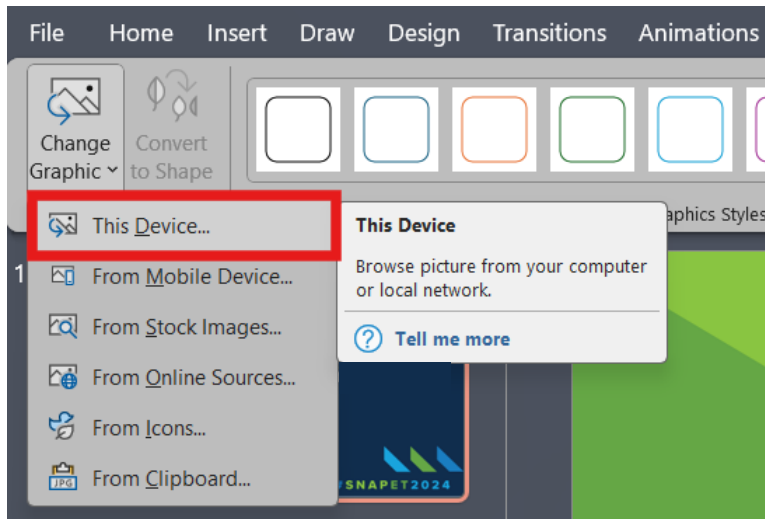 File Home Insert Draw Design Transitions Animations
Change
Graphic
Convert
to Shape
Graphics Styles
This Device...
From Mobile Device...
From Stock Images...
From Online Sources...
From Icons...
JPG
From Clipboard...
This Device
Browse picture from your computer
or local network.
? Tell me more
1
#SNAPET2024